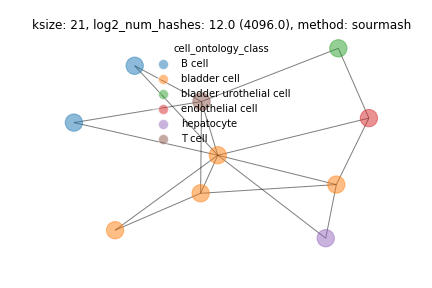 ksize: 21, log2_num_hashes: 12.0 (4096.0), method: sourmash
cell_ontology_class
B cell
bladder cell
bladder urothelial cell
endothelial cell
hepatocyte
T cell